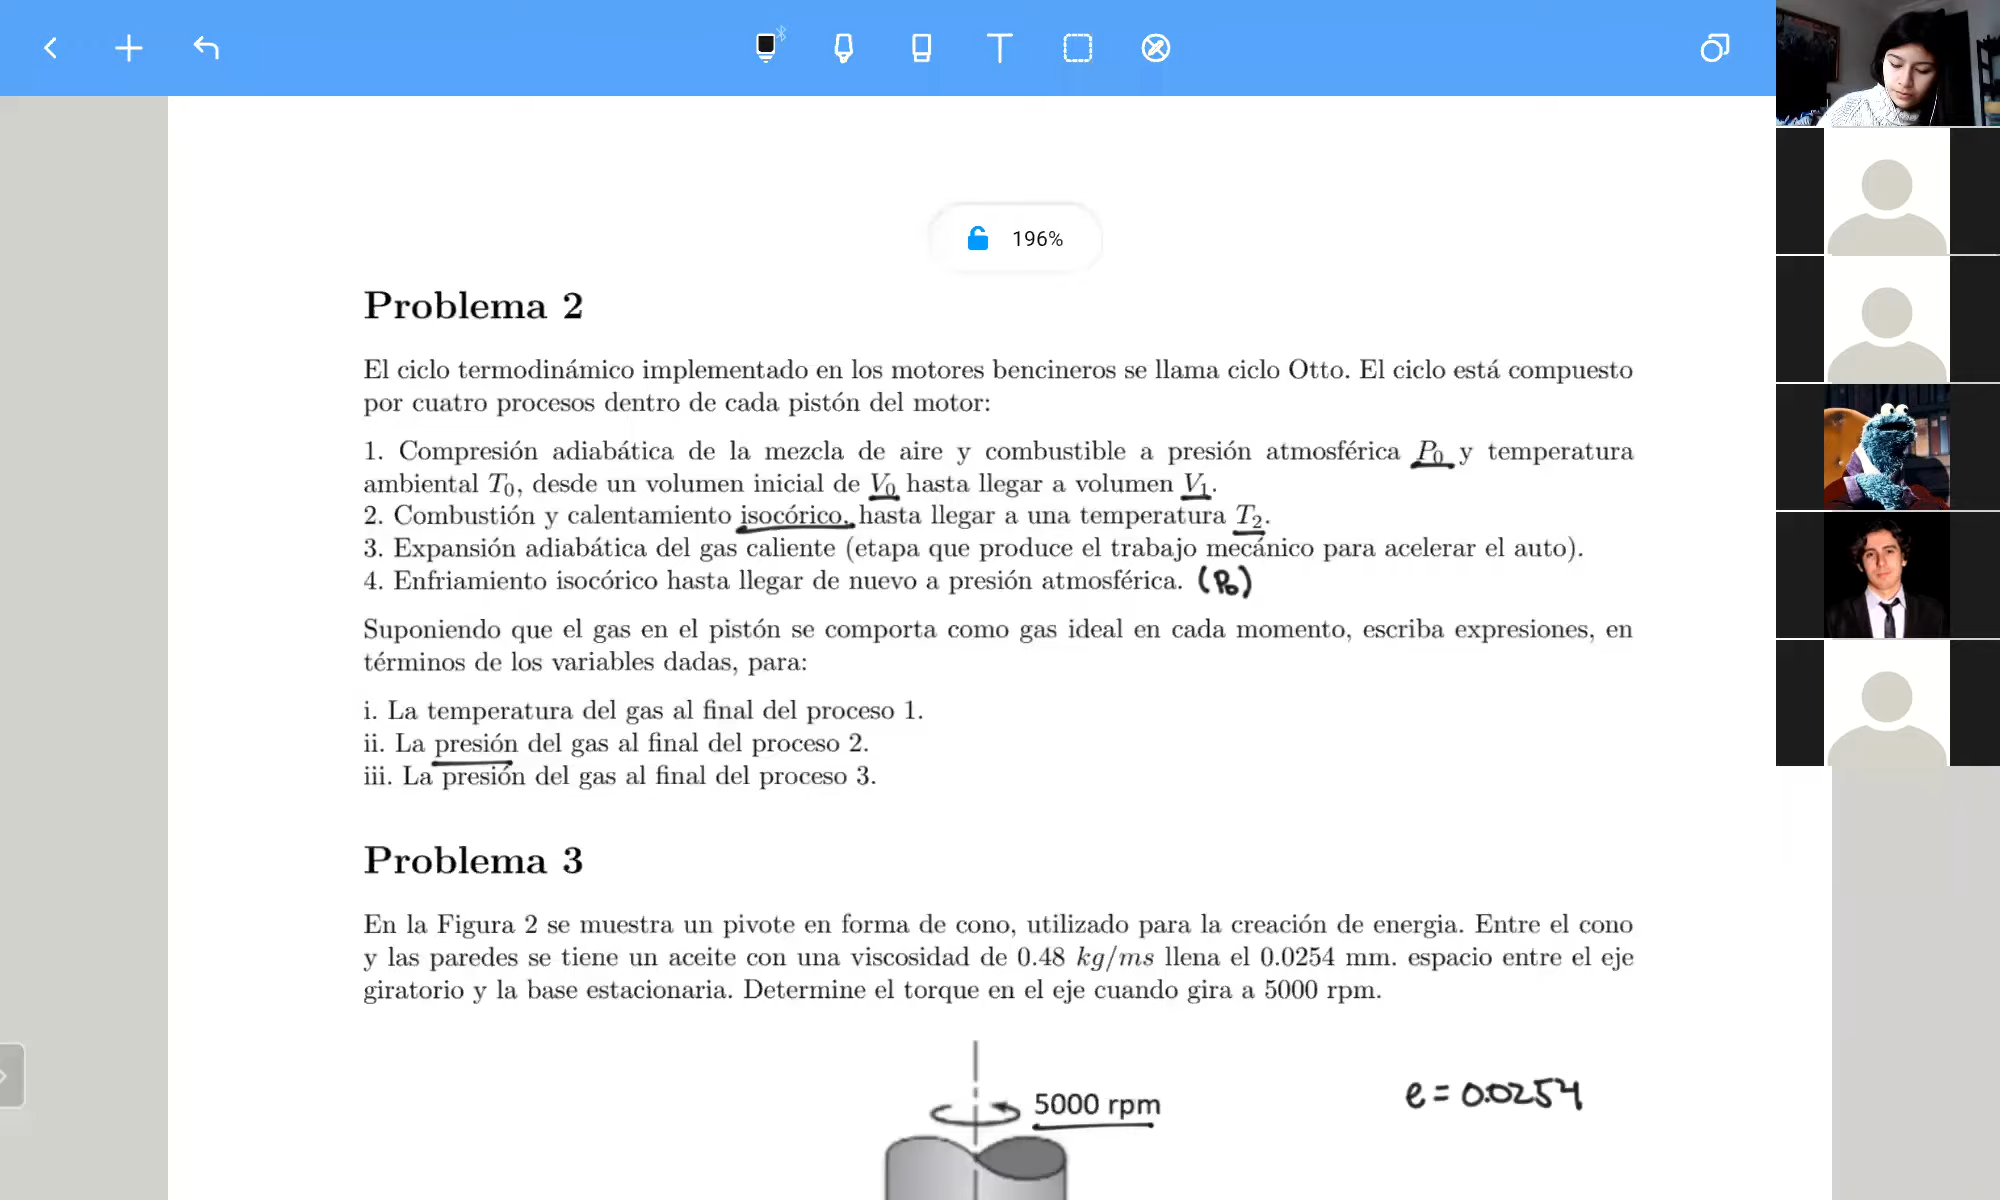 196%
Problema 2
El ciclo termodinámico implementado en los motores bencineros se llama ciclo Otto. El ciclo está compuesto
por cuatro procesos dentro de cada pistón del motor:
1. Compresión adiabática de la mezcla de aire y combustible a presión atmosférica P₀ y temperatura
ambiental T₀, desde un volumen inicial de V₀ hasta llegar a volumen V₁.
2. Combustión y calentamiento isocórico, hasta llegar a una temperatura T₂.
3. Expansión adiabática del gas caliente (etapa que produce el trabajo mecánico para acelerar el auto).
4. Enfriamiento isocórico hasta llegar de nuevo a presión atmosférica. (P₀)
Suponiendo que el gas en el pistón se comporta como gas ideal en cada momento, escriba expresiones, en
términos de los variables dadas, para:
i. La temperatura del gas al final del proceso 1.
ii. La presión del gas al final del proceso 2.
iii. La presión del gas al final del proceso 3.
Problema 3
En la Figura 2 se muestra un pivote en forma de cono, utilizado para la creación de energia. Entre el cono
y las paredes se tiene un aceite con una viscosidad de 0.48 kg/ms llena el 0.0254 mm. espacio entre el eje
giratorio y la base estacionaria. Determine el torque en el eje cuando gira a 5000 rpm.
5000 rpm
e = 0.0254